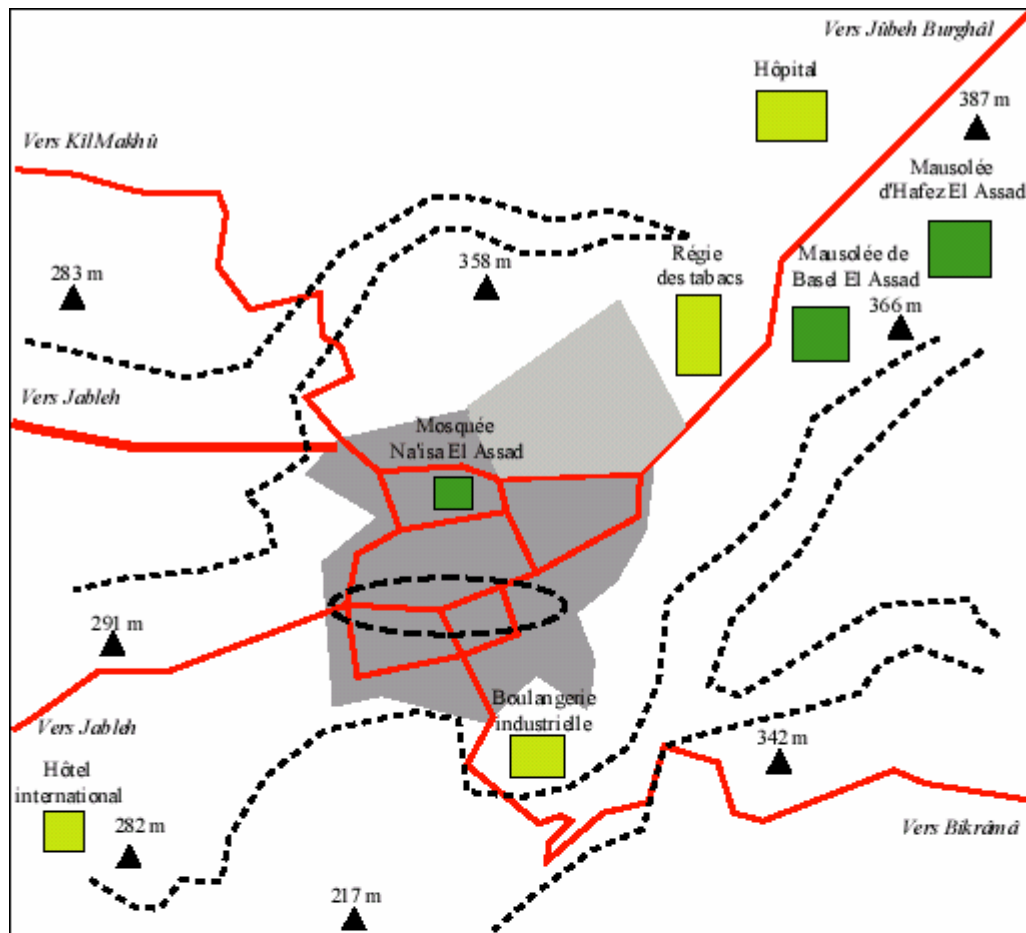 Vers Jûbeh Burghâl
Hôpital
387 m
Vers Kîl Makhû
Mausolée
d'Hafez El Assad
283 m
358 m
Régie
des tabacs
Mausolée de
Basel El Assad
366 m
Vers Jableh
Mosquée
Na'isa El Assad
291 m
Vers Jableh
Boulangerie
industrielle
342 m
Hôtel
international
282 m
Vers Bikrâmâ
217 m